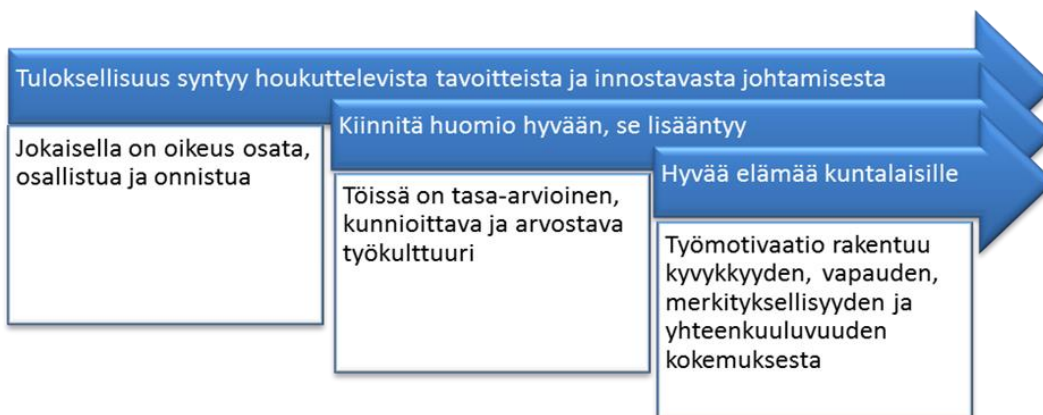 Tuloksellisuus syntyy houkuttelevista tavoitteista ja innostavasta johtamisesta
Jokaisella on oikeus osata,
osallistua ja onnistua
Kiinnitä huomio hyvään, se lisääntyy
Töissä on tasa-arvioinen,
kunnioittava ja arvostava
työkulttuuri
Hyvää elämää kuntalaisille
Työmotivaatio rakentuu
kyvykkyyden, vapauden,
merkityksellisyyden ja
yhteenkuuluvuuden
kokemuksesta